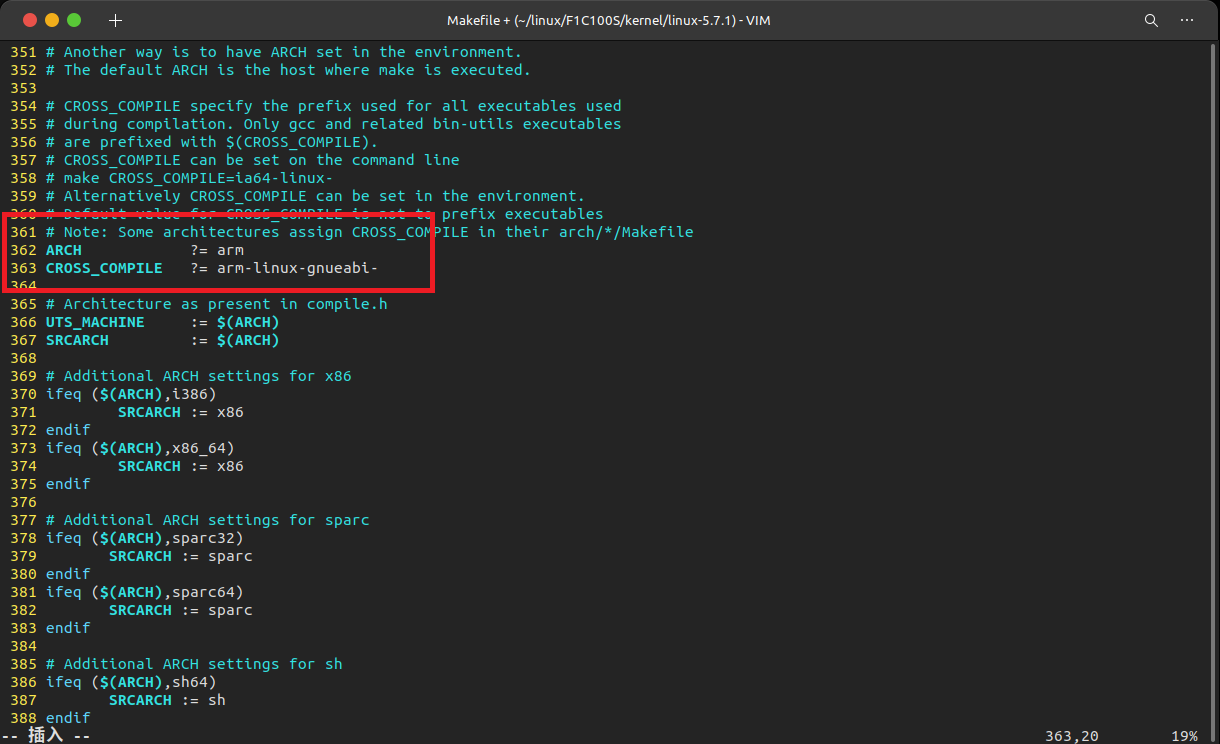 Makefile + (~/linux/F1C100S/kernel/linux-5.7.1) - VIM
351 # Another way is to have ARCH set in the environment.
352 # The default ARCH is the host where make is executed.
353
354 # CROSS_COMPILE specify the prefix used for all executables used
355 # during compilation. Only gcc and related bin-utils executables
356 # are prefixed with $(CROSS_COMPILE).
357 # CROSS_COMPILE can be set on the command line
358 # make CROSS_COMPILE=ia64-linux-
359 # Alternatively CROSS_COMPILE can be set in the environment.
360 # Default value for CROSS_COMPILE is not to prefix executables
361 # Note: Some architectures assign CROSS_COMPILE in their arch/*/Makefile
362 ARCH            ?= arm
363 CROSS_COMPILE   ?= arm-linux-gnueabi-
364
365 # Architecture as present in compile.h
366 UTS_MACHINE     := $(ARCH)
367 SRCARCH         := $(ARCH)
368
369 # Additional ARCH settings for x86
370 ifeq ($(ARCH),i386)
371         SRCARCH := x86
372 endif
373 ifeq ($(ARCH),x86_64)
374         SRCARCH := x86
375 endif
376
377 # Additional ARCH settings for sparc
378 ifeq ($(ARCH),sparc32)
379        SRCARCH := sparc
380 endif
381 ifeq ($(ARCH),sparc64)
382        SRCARCH := sparc
383 endif
384
385 # Additional ARCH settings for sh
386 ifeq ($(ARCH),sh64)
387        SRCARCH := sh
388 endif
-- 插入 -- 363,20 19%